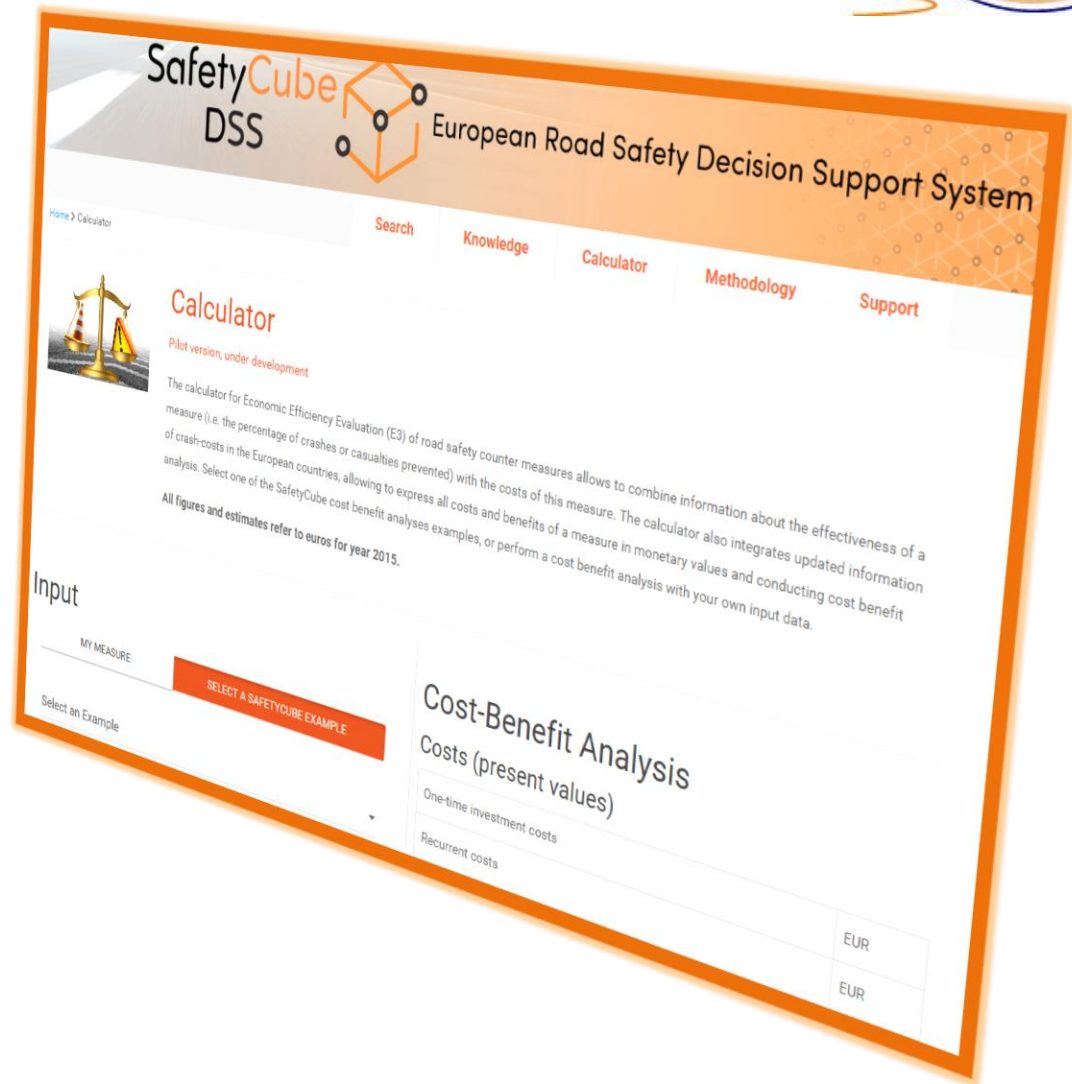 SafetyCube
DSS
European Road Safety Decision Support System
Home > Calculator
Search
Knowledge
Calculator
Methodology
Support
Calculator
Pilot version, under development
The calculator for Economic Efficiency Evaluation (E3) of road safety counter measures allows to combine information about the effectiveness of a
measure (i.e. the percentage of crashes or casualties prevented) with the costs of this measure. The calculator also integrates updated information
of crash-costs in the European countries, allowing to express all costs and benefits of a measure in monetary values and conducting cost benefit
analysis. Select one of the SafetyCube cost benefit analyses examples, or perform a cost benefit analysis with your own input data.
All figures and estimates refer to euros for year 2015.
Input
MY MEASURE
SELECT A SAFETYCUBE EXAMPLE
Select an Example
Cost-Benefit Analysis
Costs (present values)
One-time investment costs
EUR
Recurrent costs
EUR